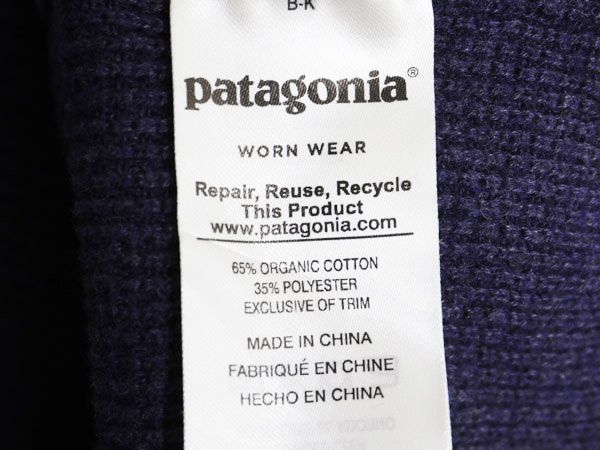 B-K
patagonia®
WORN WEAR
Repair, Reuse, Recycle
This Product
www.patagonia.com
65% ORGANIC COTTON
35% POLYESTER
EXCLUSIVE OF TRIM
MADE IN CHINA
FABRIQUÉ EN CHINE
HECHO EN CHINA